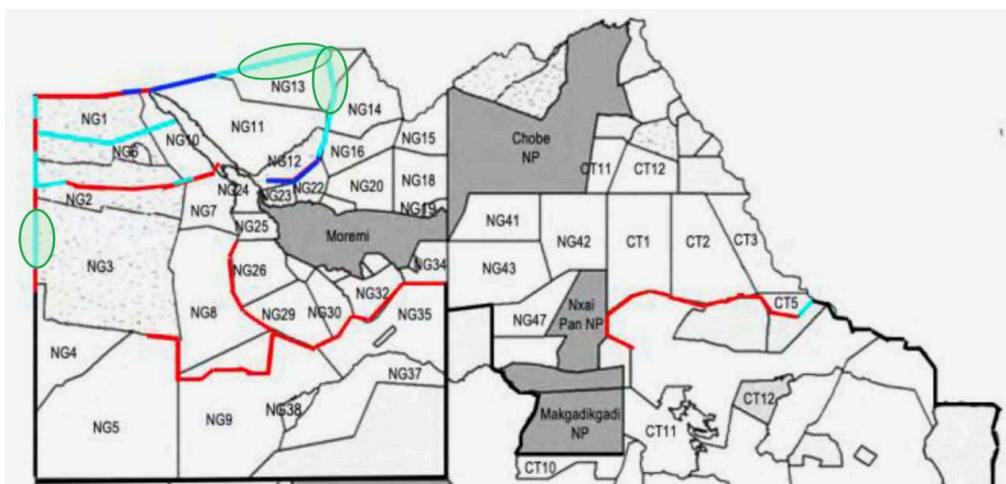 NG13
NG1
NG14
NG11
NG10
NG15
Chobe
NP
NG6
NG12
NG16
CT11
CT12
NG24
NG23
NG22
NG20
NG18
NG2
NG7
NG19
NG25
Moremi
NG41
NG42
CT1
CT2
CT3
NG3
NG26
NG34
NG43
NG32
NG8
NG29
NG30
NG35
NG47
Nxai
Pan NP
CT5
NG4
NG37
NG5
NG9
NG38
Makgadikgadi
NP
CT12
CT11
CT10